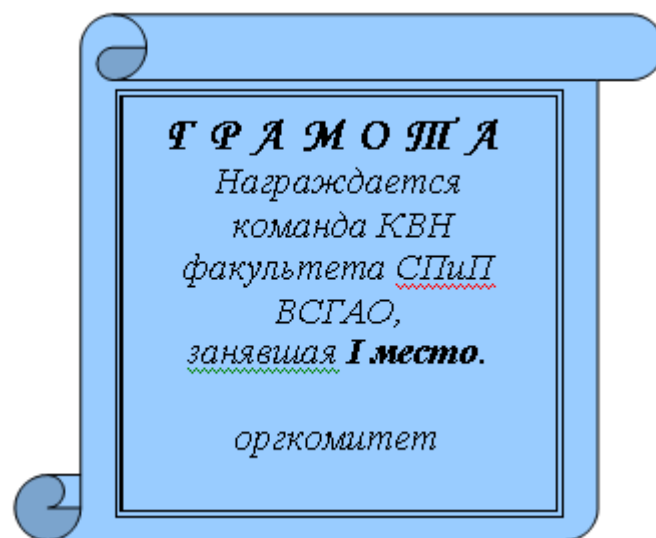 Г Р А М О Т А
Награждается
команда КВН
факультета СПиП
ВСГАО,
занявшая I место.
оргкомитет